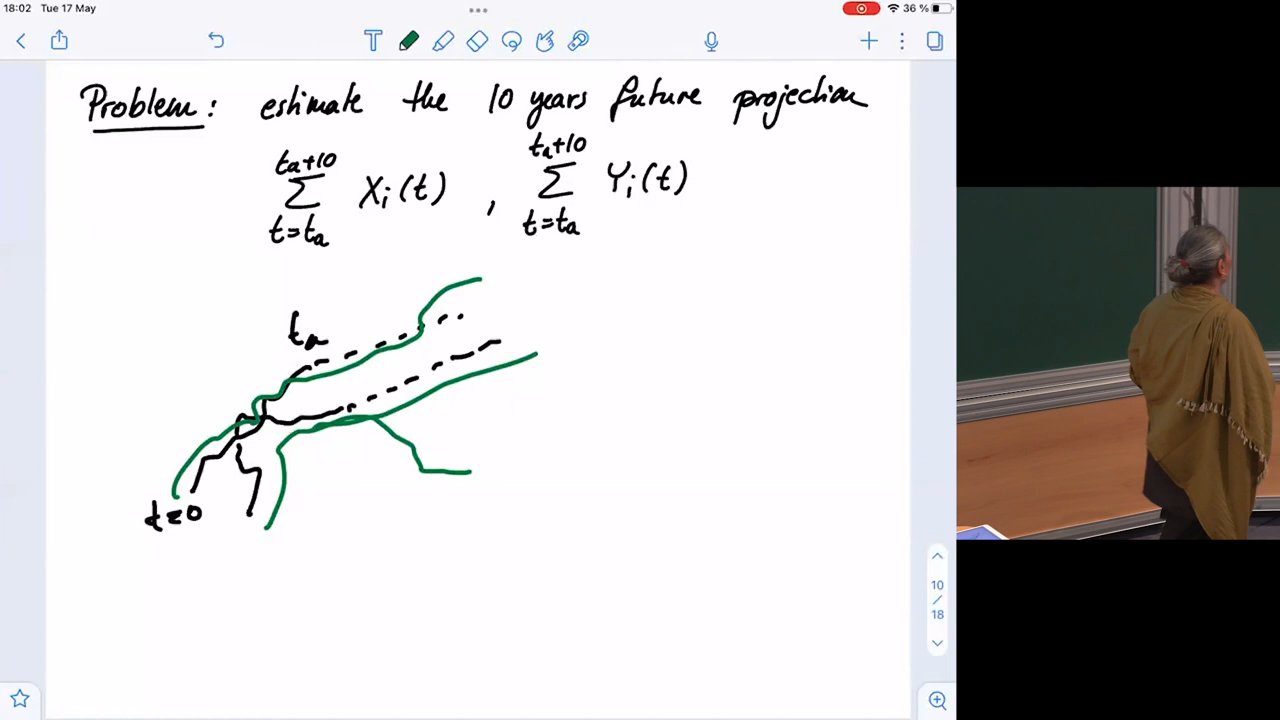 18:02 Tue 17 May
36 %
T
Problem: estimate the 10 years future projection
ta+10 ta+10
Σ Xi(t) , Σ Yi(t)
t=ta t=ta
ta
t=0
10
/
18